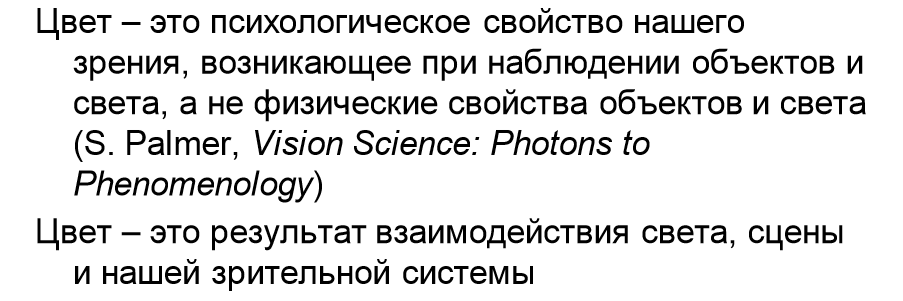 Цвет – это психологическое свойство нашего
зрения, возникающее при наблюдении объектов и
света, а не физические свойства объектов и света
(S. Palmer, Vision Science: Photons to
Phenomenology)
Цвет – это результат взаимодействия света, сцены
и нашей зрительной системы